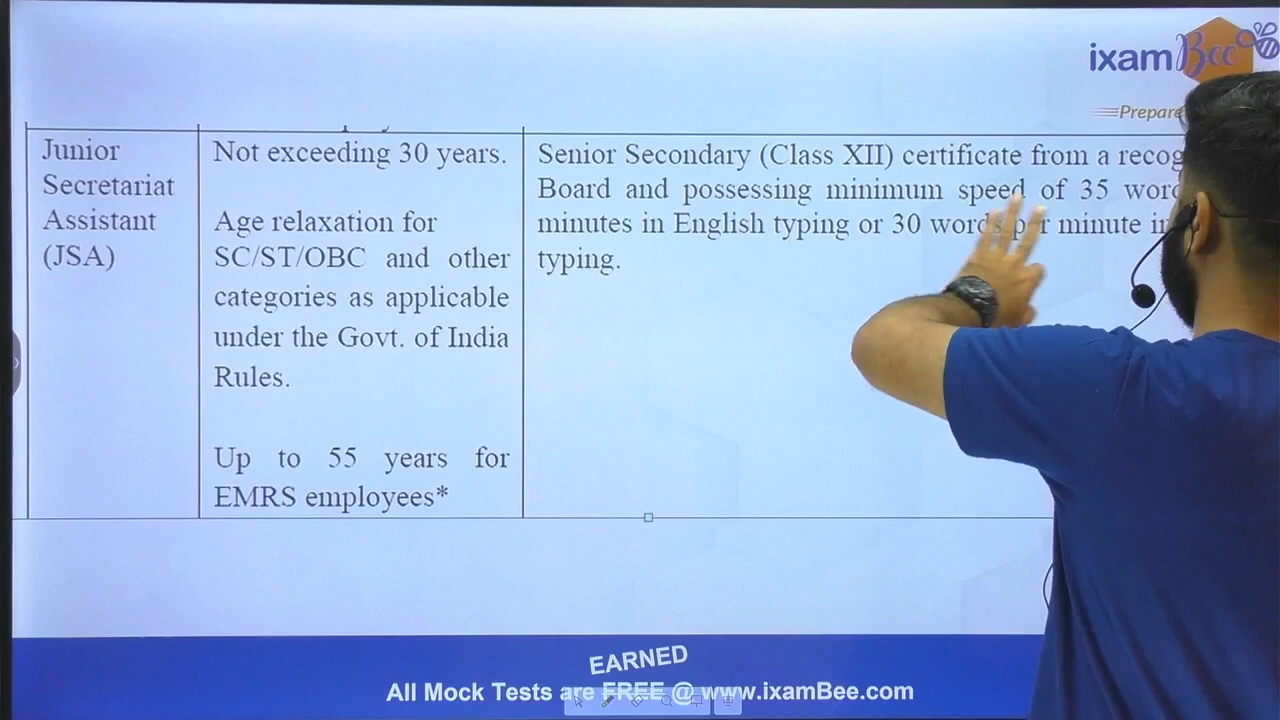 ixamBee
Prepare
Junior
Secretariat
Assistant
(JSA)
Not exceeding 30 years.
Age relaxation for
SC/ST/OBC and other
categories as applicable
under the Govt. of India
Rules.
Up to 55 years for
EMRS employees*
Senior Secondary (Class XII) certificate from a
Board and possessing minimum speed of 35
minutes in English typing or 30 words per minute
typing.
EARNED
All Mock Tests are FREE @ www.ixamBee.com